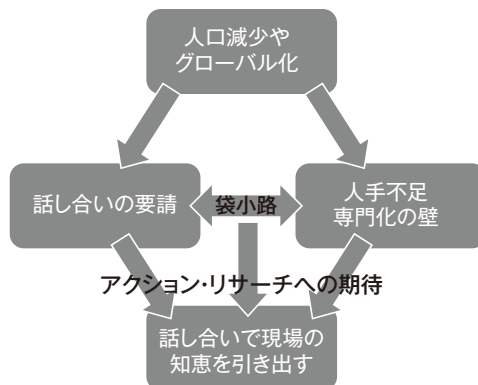 人口減少や
グローバル化
話し合いの要請
袋小路
人手不足
専門化の壁
アクション・リサーチへの期待
話し合いで現場の
知恵を引き出す